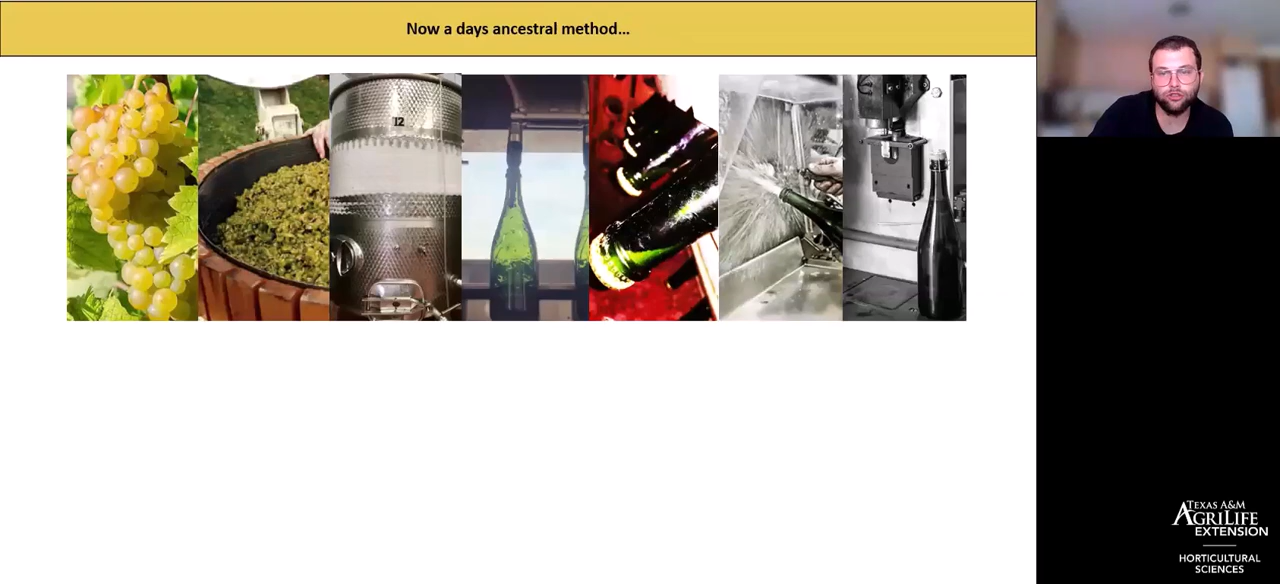 Now a days ancestral method...
12
TEXAS A&M
AGRILIFE
EXTENSION
HORTICULTURAL
SCIENCES